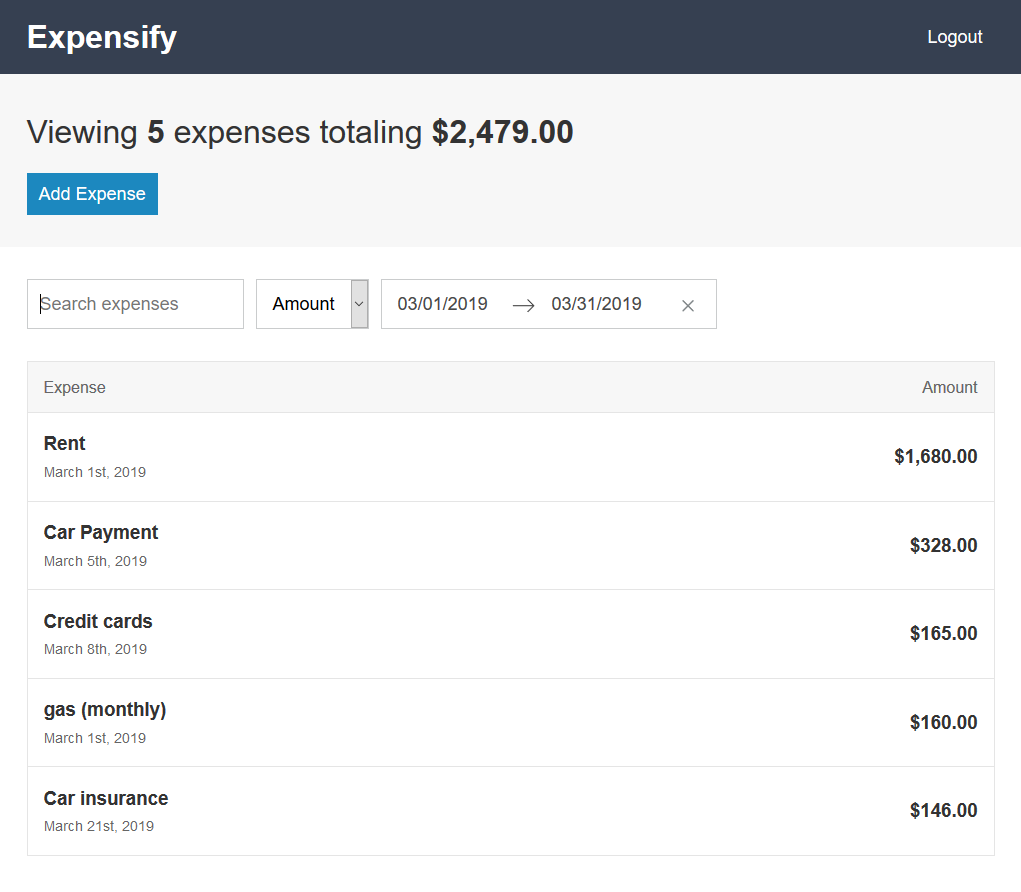 Expensify
Logout
Viewing 5 expenses totaling $2,479.00
Add Expense
Search expenses
Amount
03/01/2019
03/31/2019
Expense
Amount
Rent
March 1st, 2019
$1,680.00
Car Payment
March 5th, 2019
$328.00
Credit cards
March 8th, 2019
$165.00
gas (monthly)
March 1st, 2019
$160.00
Car insurance
March 21st, 2019
$146.00